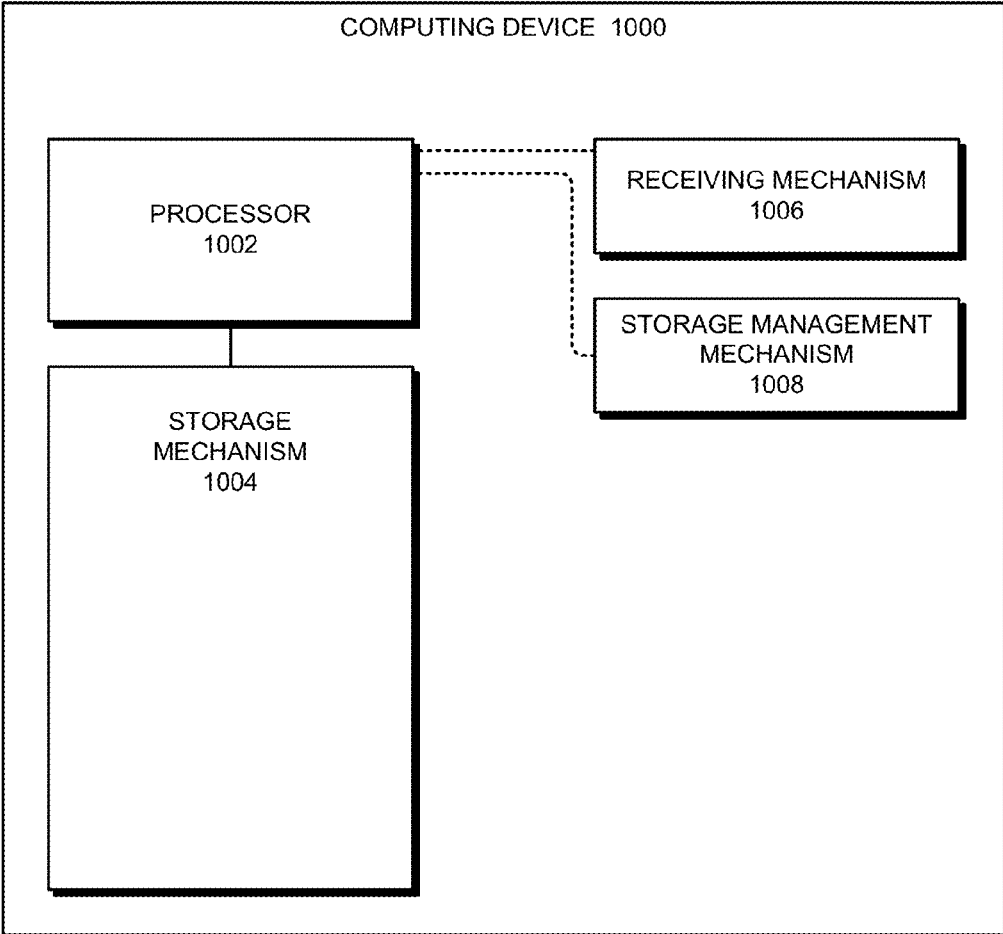 COMPUTING DEVICE 1000
PROCESSOR
1002
RECEIVING MECHANISM
1006
STORAGE MANAGEMENT
MECHANISM
1008
STORAGE
MECHANISM
1004